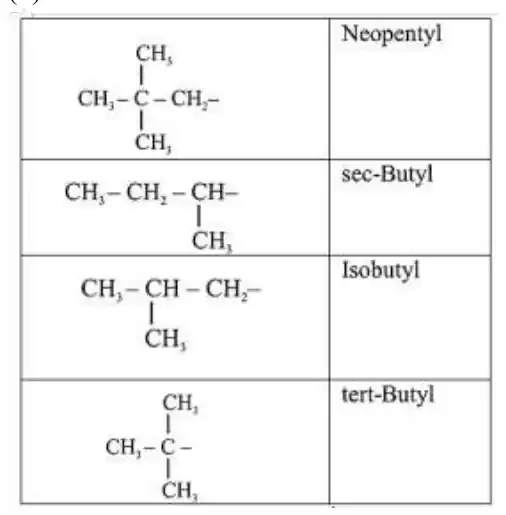 CH₃
|
CH₃ – C – CH₂–
|
CH₃
Neopentyl
CH₃ – CH₂ – CH–
|
CH₃
sec-Butyl
CH₃ – CH – CH₂–
|
CH₃
Isobutyl
CH₃
|
CH₃ – C –
|
CH₃
tert-Butyl